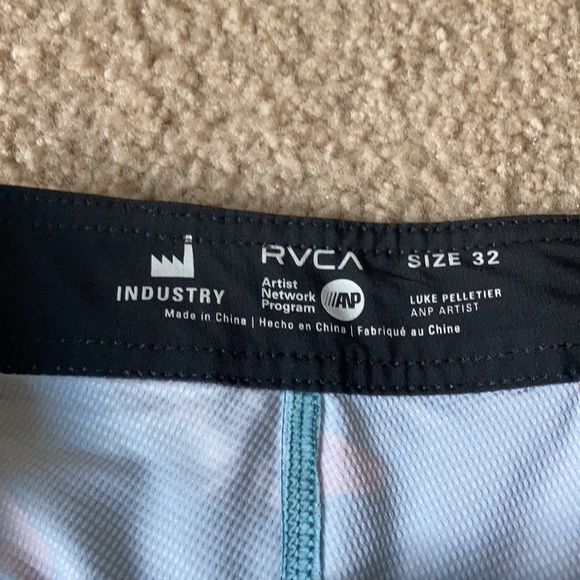 INDUSTRY
RVCA
Artist
Network
Program
ANP
SIZE 32
LUKE PELLETIER
ANP ARTIST
Made in China | Hecho en China | Fabriqué au Chine